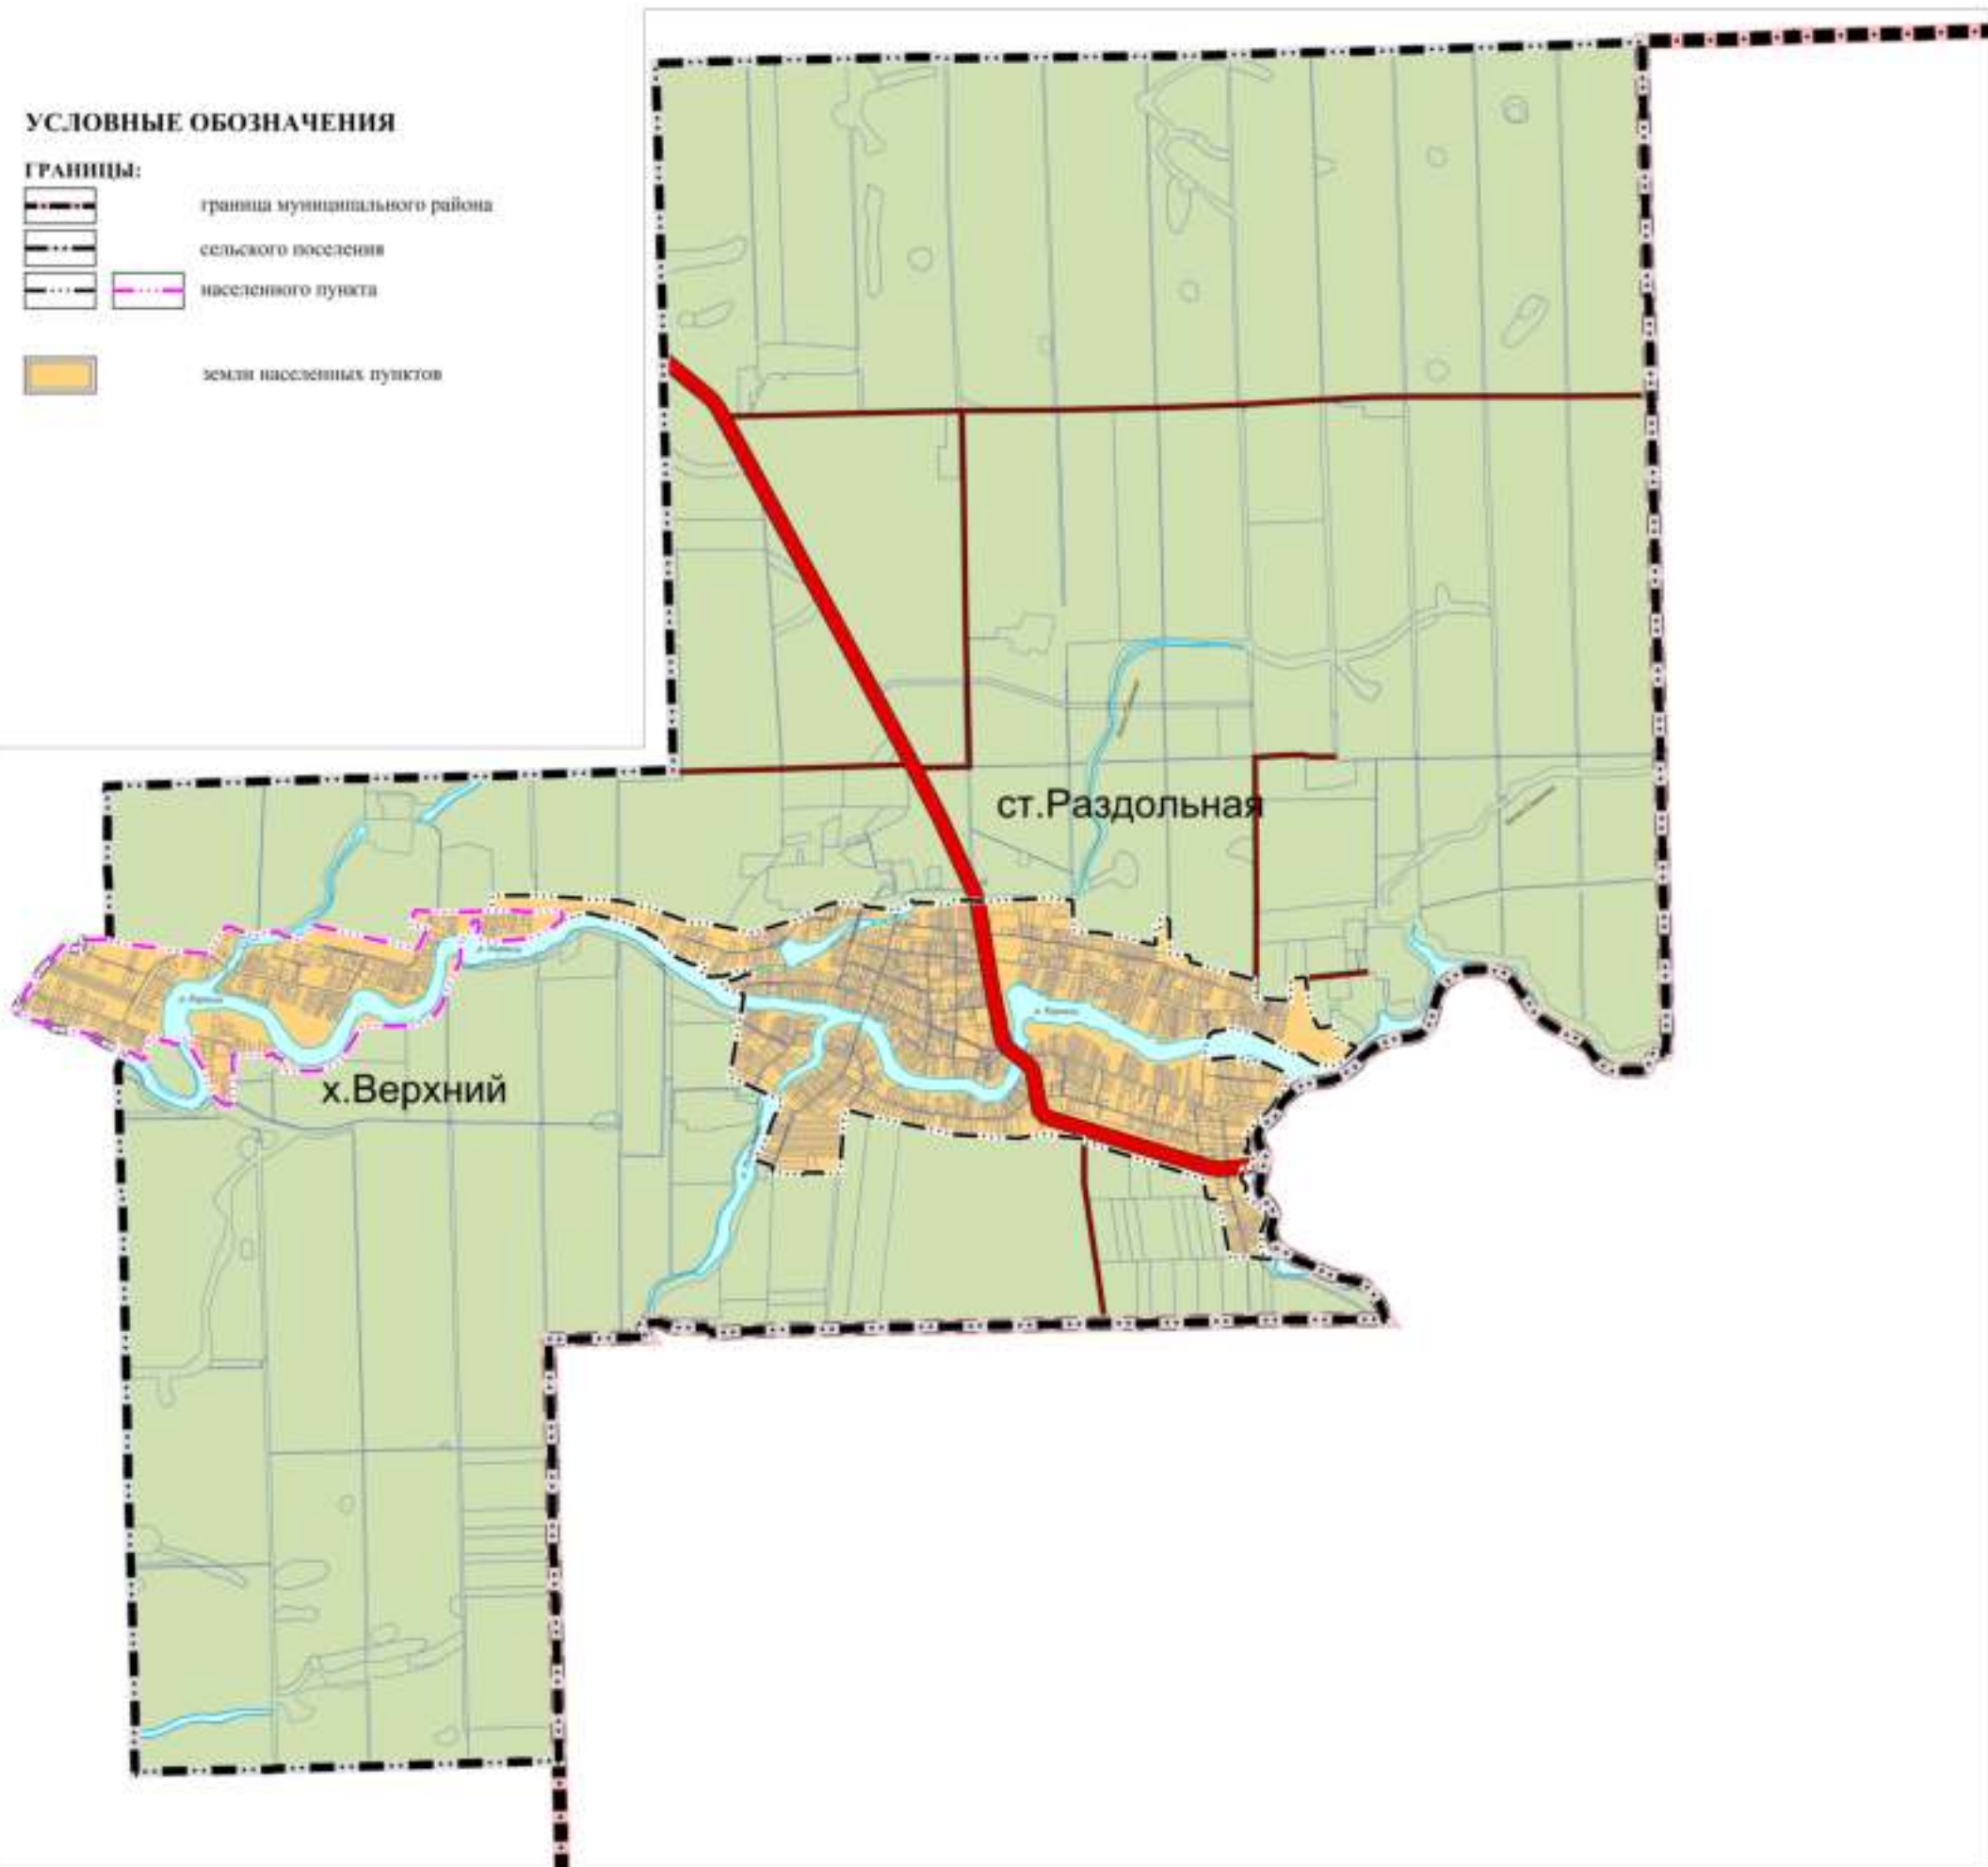 УСЛОВНЫЕ ОБОЗНАЧЕНИЯ
ГРАНИЦЫ:
граница муниципального района
сельского поселения
населенного пункта
земли населенных пунктов
ст.Раздольная
х.Верхний